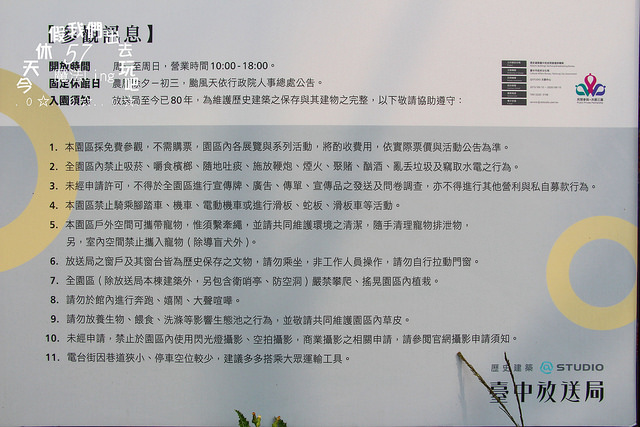 【參觀訊息】
開放時間 周二至周日，營業時間10:00-18:00。
固定休館日 農曆除夕－初三，颱風天依行政院人事總處公告。
入園須知 放送局至今已80年，為維護歷史建築之保存與其建物之完整，以下敬請協助遵守：
1. 本園區採免費參觀，不需購票，園區內各展覽與系列活動，將酌收費用，依實際票價與活動公告為準。
2. 全園區內禁止吸菸、嚼食檳榔、隨地吐痰、施放鞭炮、煙火、聚賭、酗酒、亂丟垃圾及竊取水電之行為。
3. 未經申請許可，不得於全園區進行宣傳牌、廣告、傳單、宣傳品之發送及問卷調查，亦不得進行其他營利與私自募款行為。
4. 本園區禁止騎乘腳踏車、機車、電動機車或進行滑板、蛇板、滑板車等活動。
5. 本園區戶外空間可攜帶寵物，惟須繫牽繩，並請共同維護環境之清潔，隨手清理寵物排泄物，
另，室內空間禁止攜入寵物（除導盲犬外）。
6. 放送局之窗戶及其窗台皆為歷史保存之文物，請勿乘坐，非工作人員操作，請勿自行拉動門窗。
7. 全園區（除放送局本棟建築外，另包含衛哨亭、防空洞）嚴禁攀爬、搖晃園區內植栽。
8. 請勿於館內進行奔跑、嬉鬧、大聲喧嘩。
9. 請勿放養生物、餵食、洗滌等影響生態池之行為，並敬請共同維護園區內草皮。
10. 未經申請，禁止於園區內使用閃光燈攝影、空拍攝影，商業攝影之相關申請，請參閱官網攝影申請須知。
11. 電台街因巷道狹小、停車空位較少，建議多多搭乘大眾運輸工具。
歷史建築 @STUDIO
臺中放送局